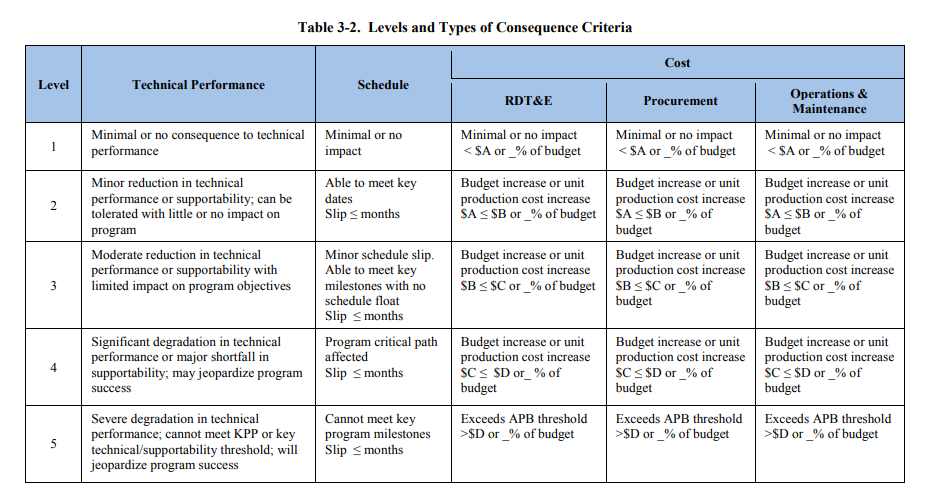 Table 3-2. Levels and Types of Consequence Criteria
Level
Technical Performance
Schedule
Cost
RDT&E
Procurement
Operations &
Maintenance
1
Minimal or no consequence to technical
performance
Minimal or no
impact
Minimal or no impact
< $A or _% of budget
Minimal or no impact
< $A or _% of budget
Minimal or no impact
< $A or _% of budget
2
Minor reduction in technical
performance or supportability; can be
tolerated with little or no impact on
program
Able to meet key
dates
Slip ≤ months
Budget increase or unit
production cost increase
$A ≤ $B or _% of budget
Budget increase or unit
production cost increase
$A ≤ $B or _% of
budget
Budget increase or unit
production cost increase
$A ≤ $B or _% of
budget
3
Moderate reduction in technical
performance or supportability with
limited impact on program objectives
Minor schedule slip.
Able to meet key
milestones with no
schedule float
Slip ≤ months
Budget increase or unit
production cost increase
$B ≤ $C or _% of budget
Budget increase or unit
production cost increase
$B ≤ $C or _% of
budget
Budget increase or unit
production cost increase
$B ≤ $C or _% of
budget
4
Significant degradation in technical
performance or major shortfall in
supportability; may jeopardize program
success
Program critical path
affected
Slip ≤ months
Budget increase or unit
production cost increase
$C ≤ $D or_ % of
budget
Budget increase or unit
production cost increase
$C ≤ $D or _% of
budget
Budget increase or unit
production cost increase
$C ≤ $D or _% of
budget
5
Severe degradation in technical
performance; cannot meet KPP or key
technical/supportability threshold; will
jeopardize program success
Cannot meet key
program milestones
Slip ≤ months
Exceeds APB threshold
>$D or _% of budget
Exceeds APB threshold
>$D or _% of budget
Exceeds APB threshold
>$D or _% of budget